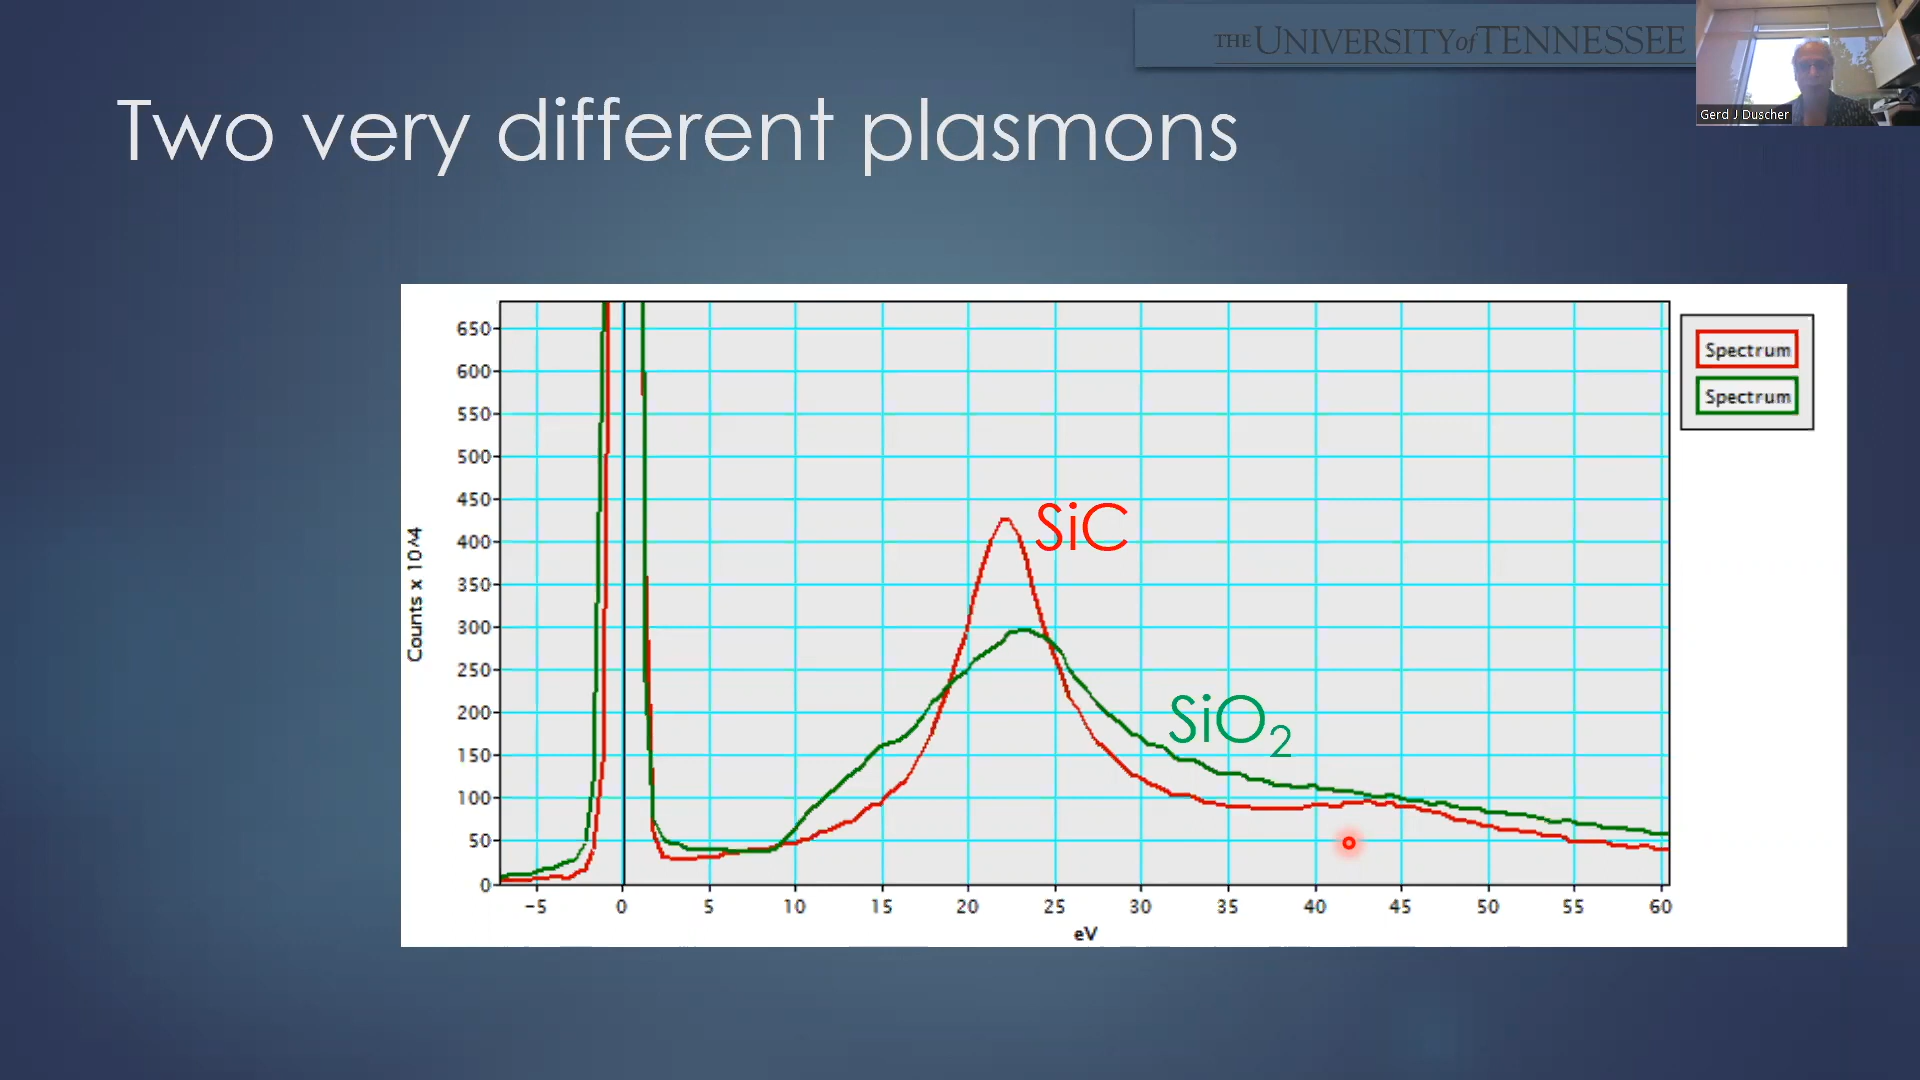 THE UNIVERSITY of TENNESSEE
Gerd J Duscher
Two very different plasmons
650
600
550
500
450
400
350
300
250
200
150
100
50
0
Counts x 10^4
SiC
SiO2
Spectrum
Spectrum
-5 0 5 10 15 20 25 30 35 40 45 50 55 60
eV